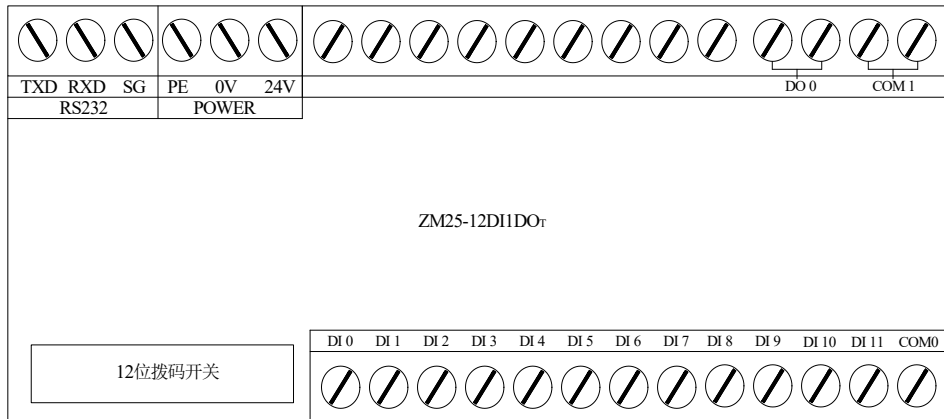 TXD RXD SG PE 0V 24V DO 0 COM 1
RS232 POWER
ZM25-12DI1DOT
DI 0 DI 1 DI 2 DI 3 DI 4 DI 5 DI 6 DI 7 DI 8 DI 9 DI 10 DI 11 COM0
12位拨码开关